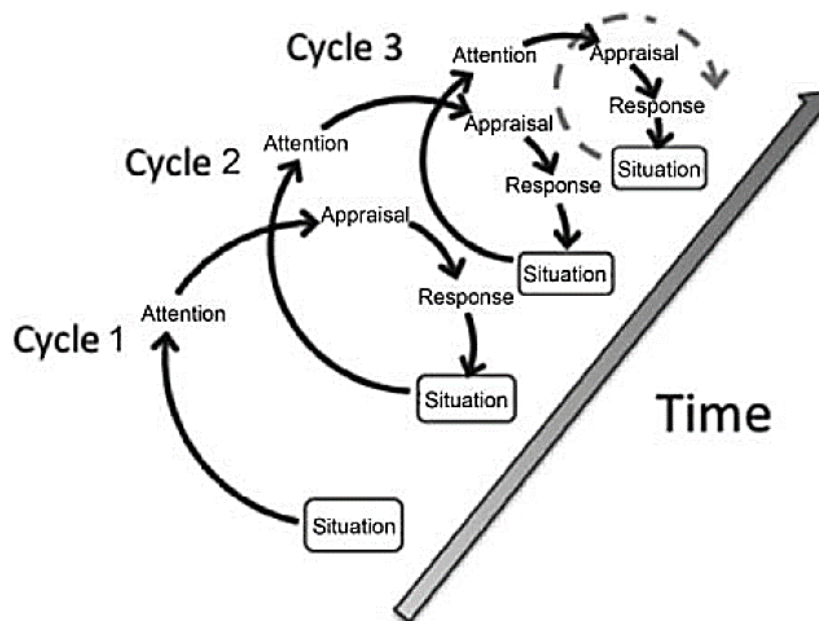 Cycle 3
Attention
Appraisal
Response
Situation
Cycle 2
Attention
Appraisal
Response
Situation
Cycle 1
Attention
Appraisal
Response
Situation
Situation
Time